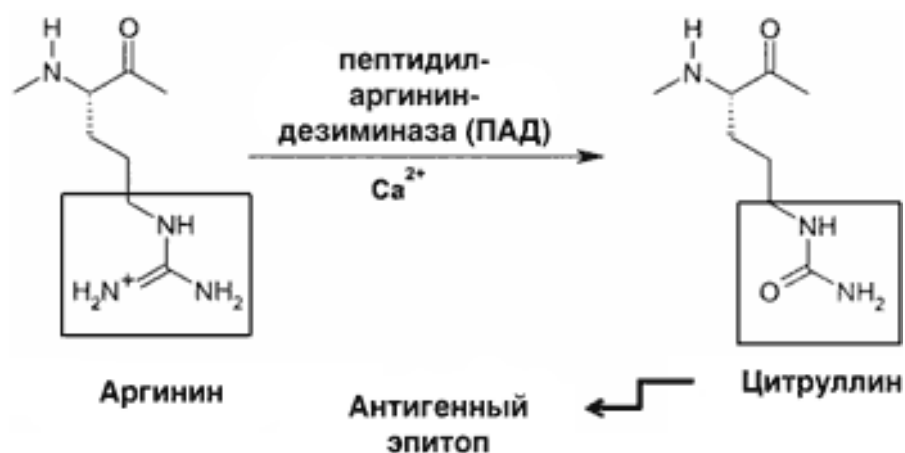 H
N
O
пептидил-
аргинин-
дезиминаза (ПАД)
Ca²⁺
H
N
O
NH
H₂N⁺
NH₂
NH
O
NH₂
Аргинин
Цитруллин
Антигенный
эпитоп